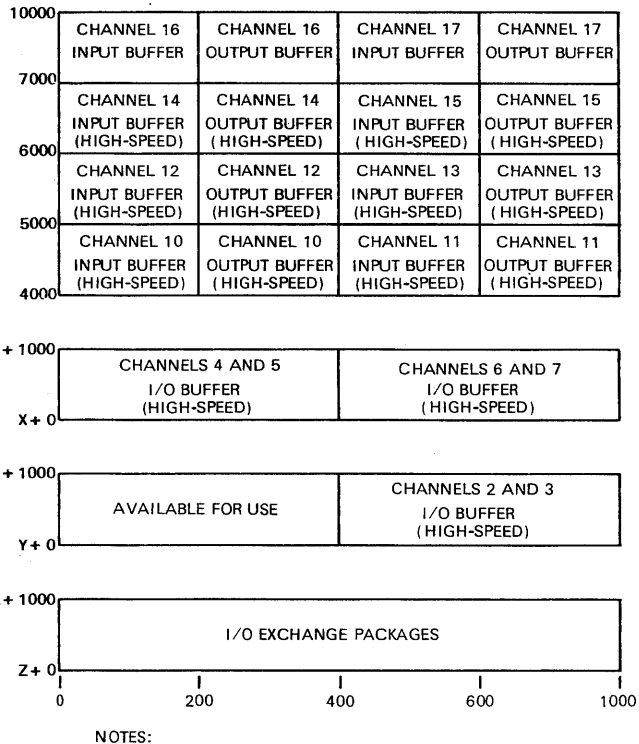 10000
CHANNEL 16 CHANNEL 16 CHANNEL 17 CHANNEL 17
INPUT BUFFER OUTPUT BUFFER INPUT BUFFER OUTPUT BUFFER
7000
CHANNEL 14 CHANNEL 14 CHANNEL 15 CHANNEL 15
INPUT BUFFER OUTPUT BUFFER INPUT BUFFER OUTPUT BUFFER
(HIGH-SPEED) (HIGH-SPEED) (HIGH-SPEED) (HIGH-SPEED)
6000
CHANNEL 12 CHANNEL 12 CHANNEL 13 CHANNEL 13
INPUT BUFFER OUTPUT BUFFER INPUT BUFFER OUTPUT BUFFER
(HIGH-SPEED) (HIGH-SPEED) (HIGH-SPEED) (HIGH-SPEED)
5000
CHANNEL 10 CHANNEL 10 CHANNEL 11 CHANNEL 11
INPUT BUFFER OUTPUT BUFFER INPUT BUFFER OUTPUT BUFFER
(HIGH-SPEED) (HIGH-SPEED) (HIGH-SPEED) (HIGH-SPEED)
4000
+ 1000
CHANNELS 4 AND 5 CHANNELS 6 AND 7
I/O BUFFER I/O BUFFER
(HIGH-SPEED) (HIGH-SPEED)
X+ 0
+ 1000
CHANNELS 2 AND 3
AVAILABLE FOR USE I/O BUFFER
(HIGH-SPEED)
Y+ 0
+ 1000
I/O EXCHANGE PACKAGES
Z+ 0
0 200 400 600 1000
NOTES: